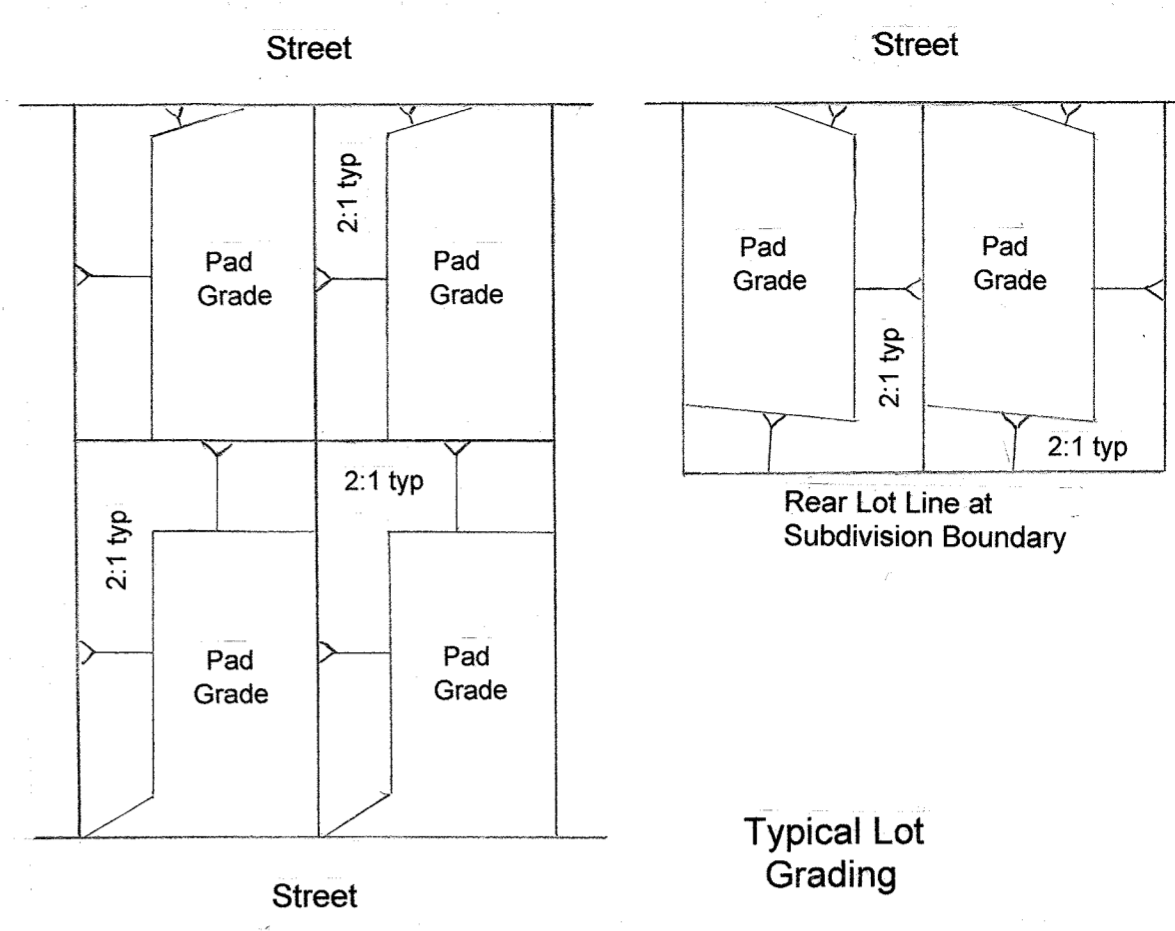 Street
Street
2:1 typ
Pad
Grade
Pad
Grade
Pad
Grade
Pad
Grade
2:1 typ
2:1 typ
2:1 typ
2:1 typ
Rear Lot Line at
Subdivision Boundary
Pad
Grade
Pad
Grade
Typical Lot
Grading
Street